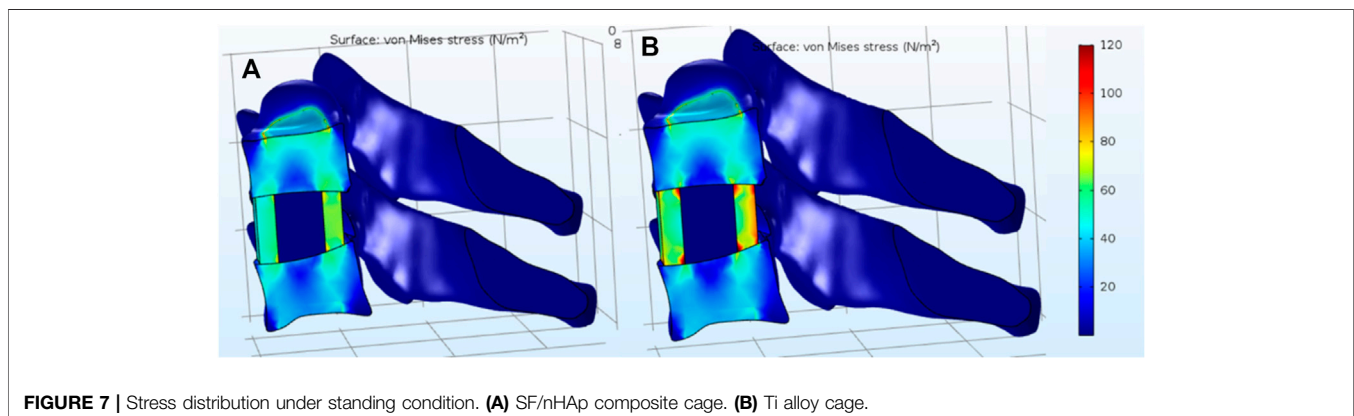 Surface: von Mises stress (N/m²)
A
0
8
B
Surface: von Mises stress (N/m²)
120
100
80
60
40
20
FIGURE 7 | Stress distribution under standing condition. (A) SF/nHAp composite cage. (B) Ti alloy cage.